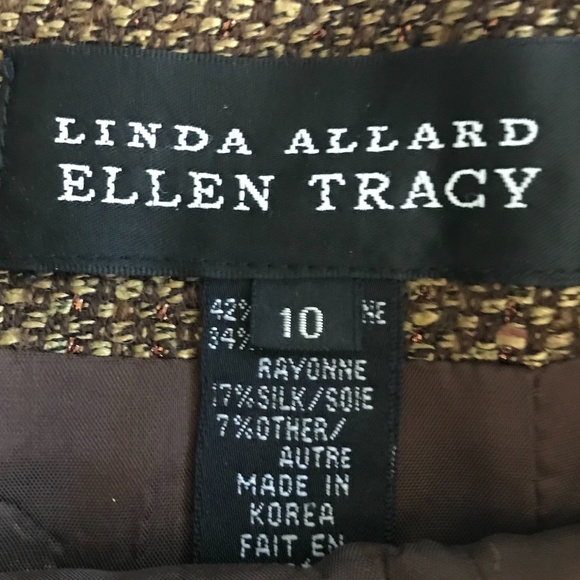 LINDA ALLARD
ELLEN TRACY
10
42%
NE
34%
RAYONNE
17%SILK/SOIE
7%OTHER/
AUTRE
MADE IN
KOREA
FAIT EN